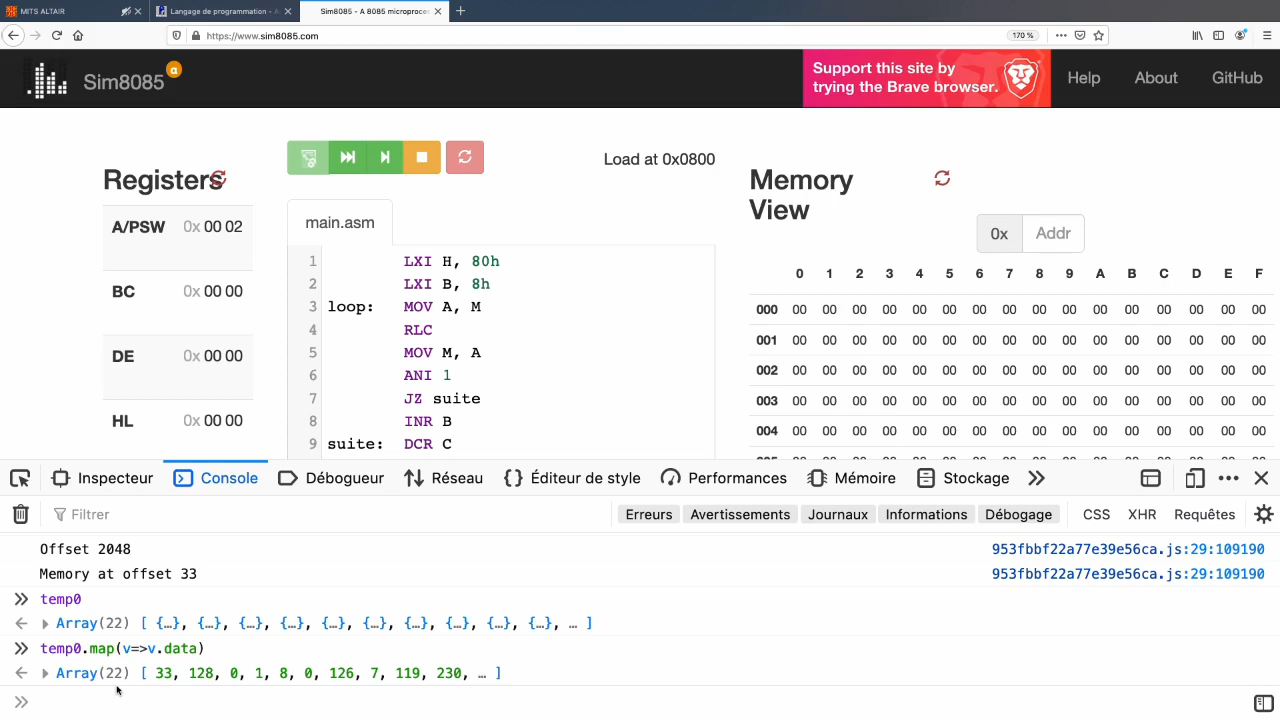 MITS ALTAIR
Langage de programmation - A
Sim8085 - A 8085 microproce
https://www.sim8085.com
170 %
Sim8085
α
Support this site by
trying the Brave browser.
Help
About
GitHub
Registers
A/PSW 0x 00 02
BC 0x 00 00
DE 0x 00 00
HL 0x 00 00
Load at 0x0800
main.asm
1 LXI H, 80h
2 LXI B, 8h
3 loop: MOV A, M
4 RLC
5 MOV M, A
6 ANI 1
7 JZ suite
8 INR B
9 suite: DCR C
Memory
View
0x Addr
0 1 2 3 4 5 6 7 8 9 A B C D E F
000 00 00 00 00 00 00 00 00 00 00 00 00 00 00 00 00
001 00 00 00 00 00 00 00 00 00 00 00 00 00 00 00 00
002 00 00 00 00 00 00 00 00 00 00 00 00 00 00 00 00
003 00 00 00 00 00 00 00 00 00 00 00 00 00 00 00 00
004 00 00 00 00 00 00 00 00 00 00 00 00 00 00 00 00
Inspecteur Console Débogueur Réseau Éditeur de style Performances Mémoire Stockage
Filtrer
Erreurs Avertissements Journaux Informations Débogage CSS XHR Requêtes
Offset 2048 953fbbf22a77e39e56ca.js:29:109190
Memory at offset 33 953fbbf22a77e39e56ca.js:29:109190
temp0
Array(22) [ {…}, {…}, {…}, {…}, {…}, {…}, {…}, {…}, {…}, {…}, … ]
temp0.map(v=>v.data)
Array(22) [ 33, 128, 0, 1, 8, 0, 126, 7, 119, 230, … ]